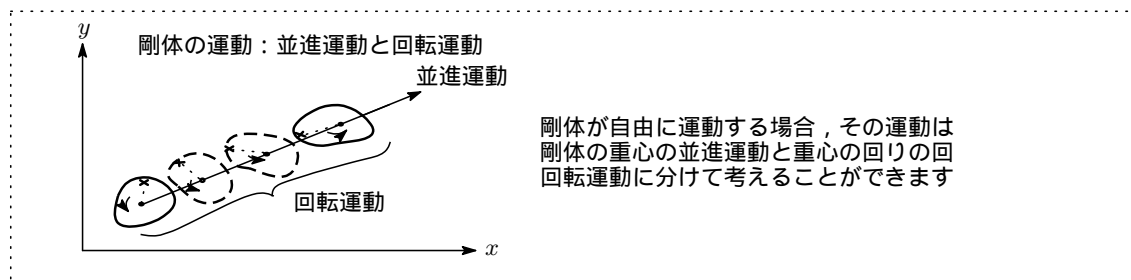 y
剛体の運動：並進運動と回転運動
並進運動
回転運動
x
剛体が自由に運動する場合，その運動は
剛体の重心の並進運動と重心の回りの回
回転運動に分けて考えることができます